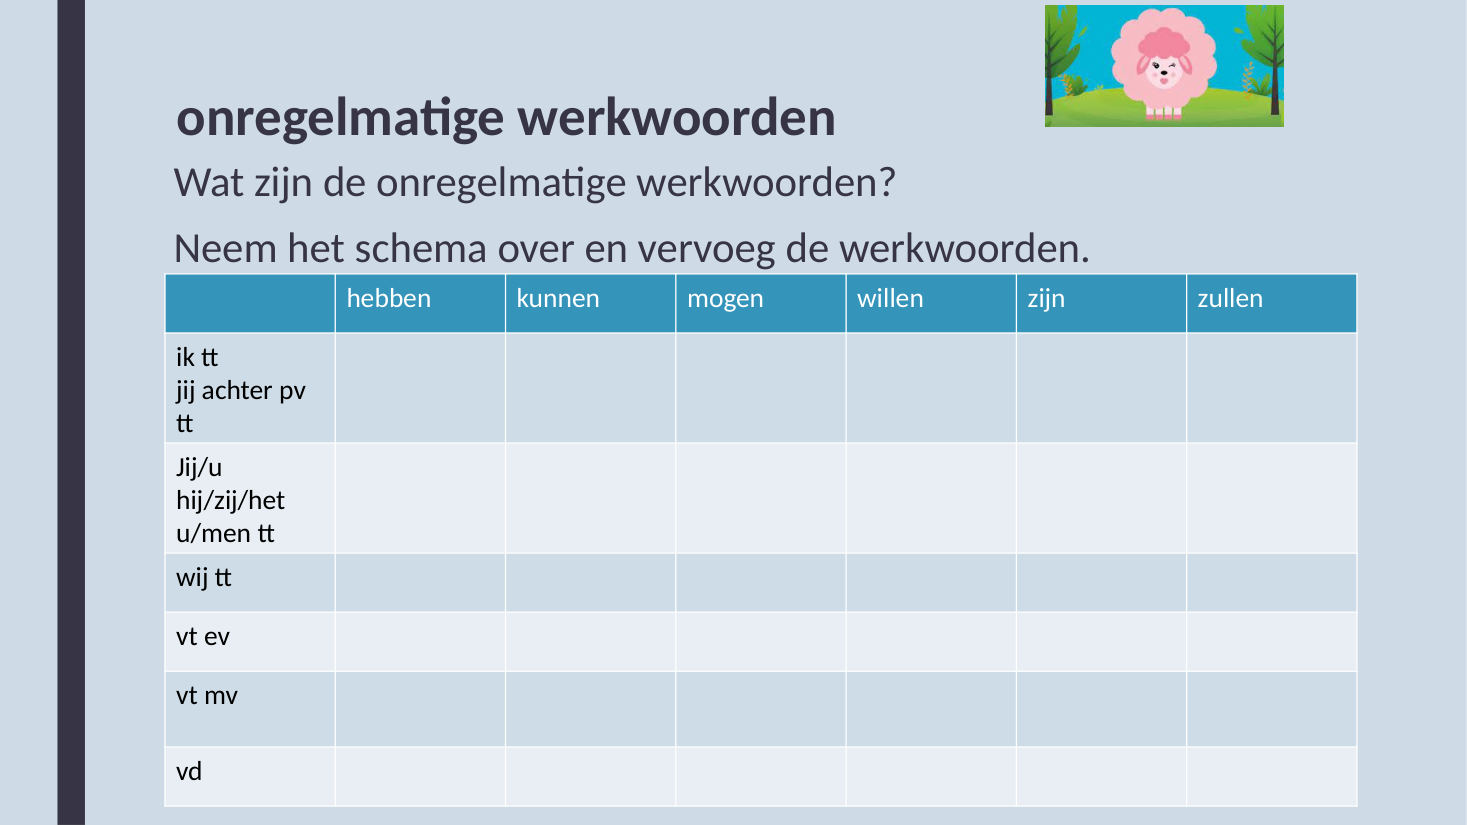 onregelmatige werkwoorden
Wat zijn de onregelmatige werkwoorden?
Neem het schema over en vervoeg de werkwoorden.
hebben kunnen mogen willen zijn zullen
ik tt
jij achter pv
tt
Jij/u
hij/zij/het
u/men tt
wij tt
vt ev
vt mv
vd